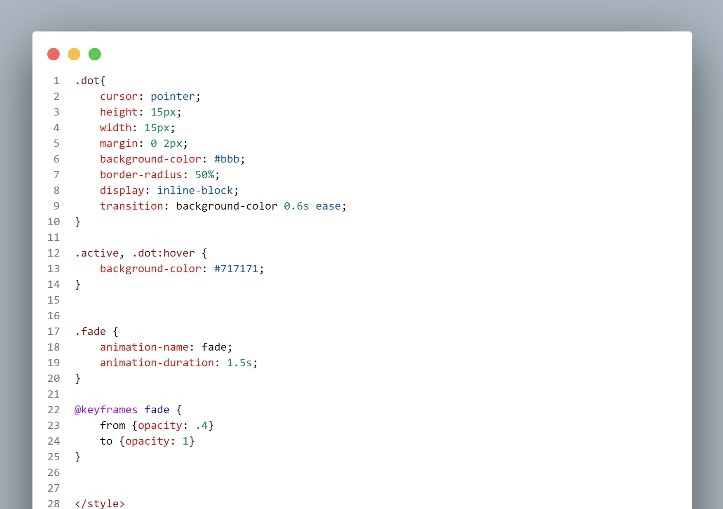 1 .dot{
2     cursor: pointer;
3     height: 15px;
4     width: 15px;
5     margin: 0 2px;
6     background-color: #bbb;
7     border-radius: 50%;
8     display: inline-block;
9     transition: background-color 0.6s ease;
10 }
11
12 .active, .dot:hover {
13     background-color: #717171;
14 }
15
16
17 .fade {
18     animation-name: fade;
19     animation-duration: 1.5s;
20 }
21
22 @keyframes fade {
23     from {opacity: .4}
24     to {opacity: 1}
25 }
26
27
28 </style>